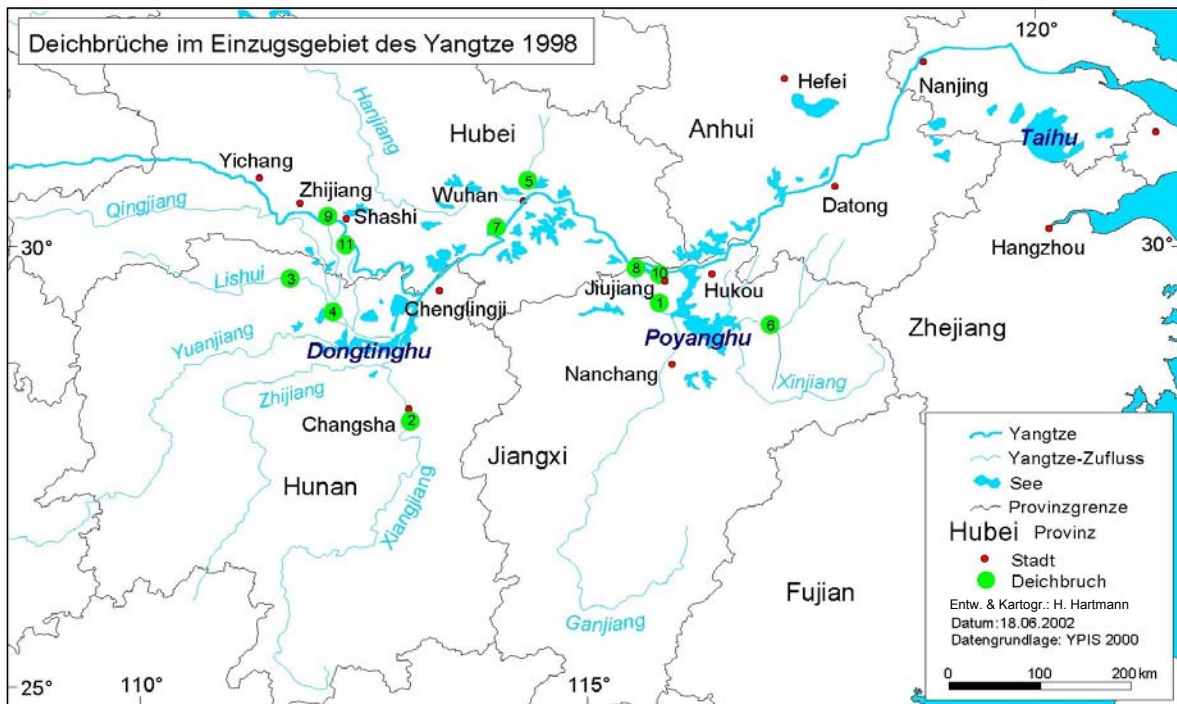 Deichbrüche im Einzugsgebiet des Yangtze 1998
120°
Nanjing
Hefei
Hanjiang
Hubei
Anhui
Taihu
Yichang
5
Zhijiang
Wuhan
Qingjiang
9
Shashi
Datong
7
11
Hangzhou
30°
30°
8
10
Lishui
3
Jiujiang
Hukou
Chenglingji
1
4
6
Zhejiang
Yuanjiang
Dongtinghu
Poyanghu
Nanchang
Xinjiang
Zhijiang
Changsha
2
Jiangxi
Hunan
Xiangjiang
Fujian
Ganjiang
25°
110°
115°
Yangtze
Yangtze-Zufluss
See
Provinzgrenze
Hubei Provinz
Stadt
Deichbruch
Entw. & Kartogr.: H. Hartmann
Datum:18.06.2002
Datengrundlage: YPIS 2000
0 100 200 km